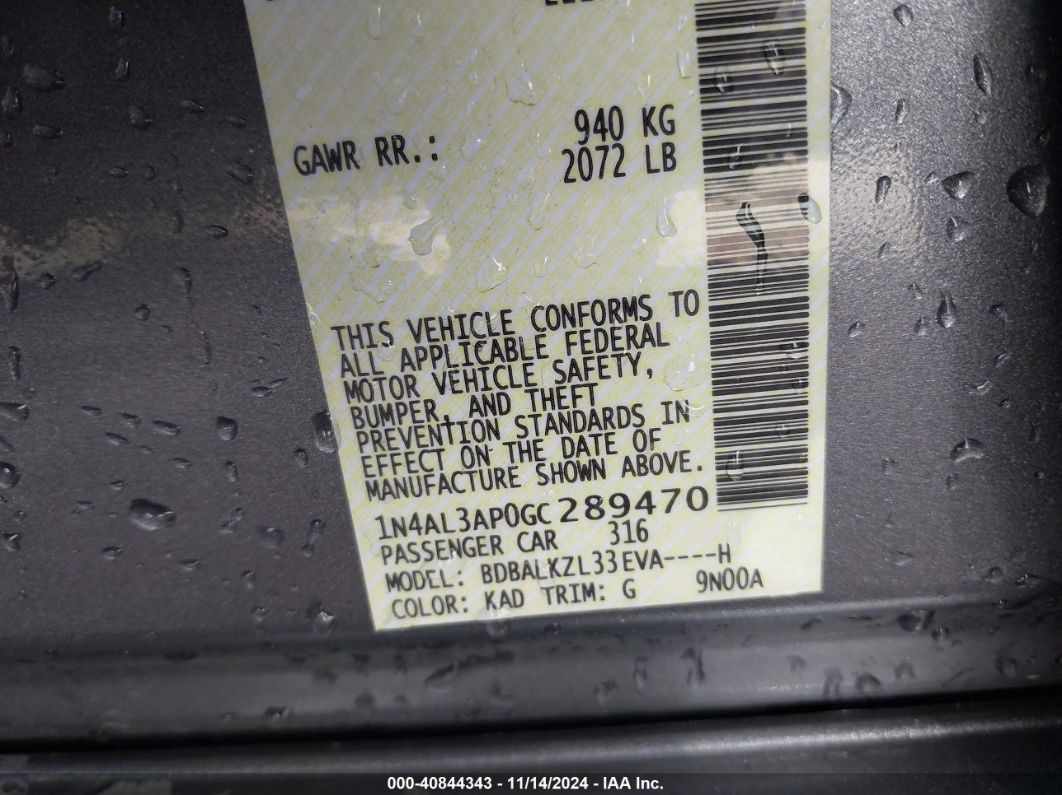 940 KG
GAWR RR.: 2072 LB
THIS VEHICLE CONFORMS TO
ALL APPLICABLE FEDERAL
MOTOR VEHICLE SAFETY,
BUMPER, AND THEFT
PREVENTION STANDARDS IN
EFFECT ON THE DATE OF
MANUFACTURE SHOWN ABOVE.
1N4AL3AP0GC289470
PASSENGER CAR 316
MODEL: BDBALKZL33EVA----H
COLOR: KAD TRIM: G 9N00A
000-40844343 - 11/14/2024 - IAA Inc.